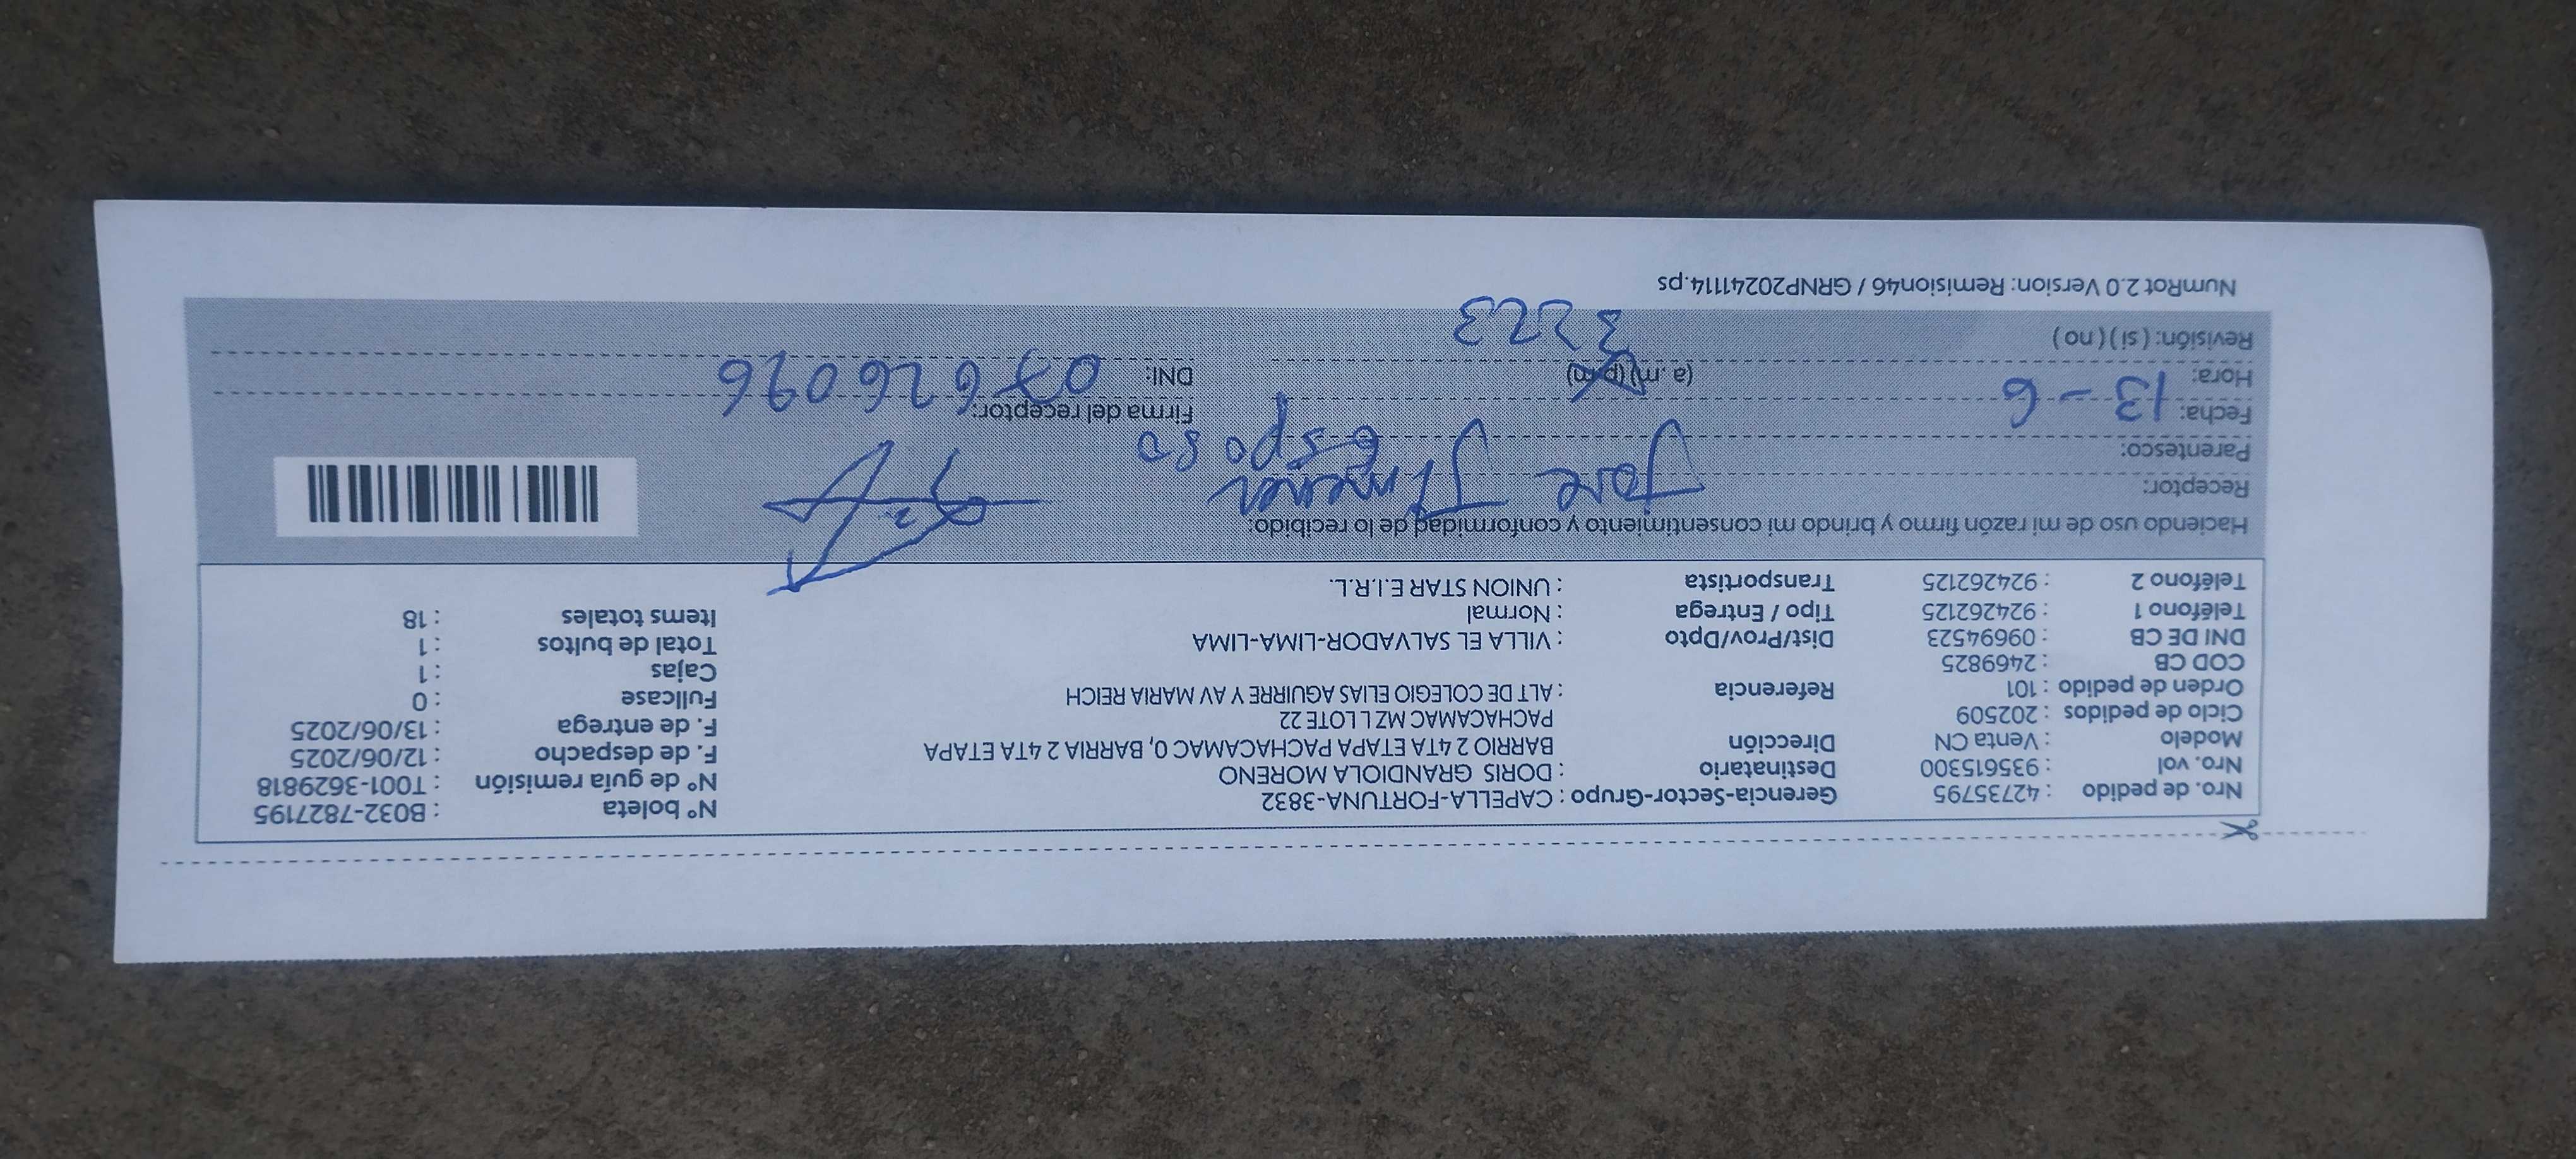 Nro. de pedido : 42735795 Gerencia-Sector-Grupo : CAPELLA-FORTUNA-3832 Nº boleta : B032-7827195
Nro. vol : 935615300 Destinatario : DORIS GRANDIOLA MORENO Nº de guía remisión : T001-3629818
Modelo : Venta CN Dirección BARRIO 2 4TA ETAPA PACHACAMAC 0, BARRIA 2 4TA ETAPA F. de despacho : 12/06/2025
Ciclo de pedidos : 202509 PACHACAMAC MZ L LOTE 22 F. de entrega : 13/06/2025
Orden de pedido : 101 Referencia : ALT DE COLEGIO ELIAS AGUIRRE Y AV MARIA REICH Fullcase : 0
COD CB : 2469825 Cajas : 1
DNI DE CB : 09694523 Dist/Prov/Dpto : VILLA EL SALVADOR-LIMA-LIMA Total de bultos : 1
Teléfono 1 : 924262125 Tipo / Entrega : Normal Items totales : 18
Teléfono 2 : 924262125 Transportista : UNION STAR E.I.R.L.
Haciendo uso de mi razón firmo y brindo mi consentimiento y conformidad de lo recibido:
Receptor: Jose
Parentesco: esposo
Fecha: 13-6 Firma del receptor:
Hora: (a .m) (p.m) DNI: 07626096
Revisión: (si) (no) 3223
NumRot 2.0 Version: Remision46 / GRNP20241114.ps